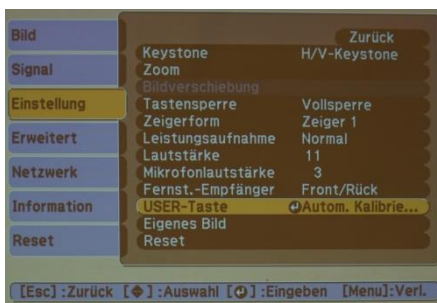 Bild
Signal
Einstellung
Erweitert
Netzwerk
Information
Reset
Zurück
Keystone H/V-Keystone
Zoom
Bildverschiebung
Tastensperre Vollsperre
Zeigerform Zeiger 1
Leistungsaufnahme Normal
Lautstärke 11
Mikrofonlautstärke 3
Fernst.-Empfänger Front/Rück
USER-Taste Autom. Kalibrie...
Eigenes Bild
Reset
[Esc]:Zurück [ ]:Auswahl [ ]:Eingeben [Menu]:Verl.